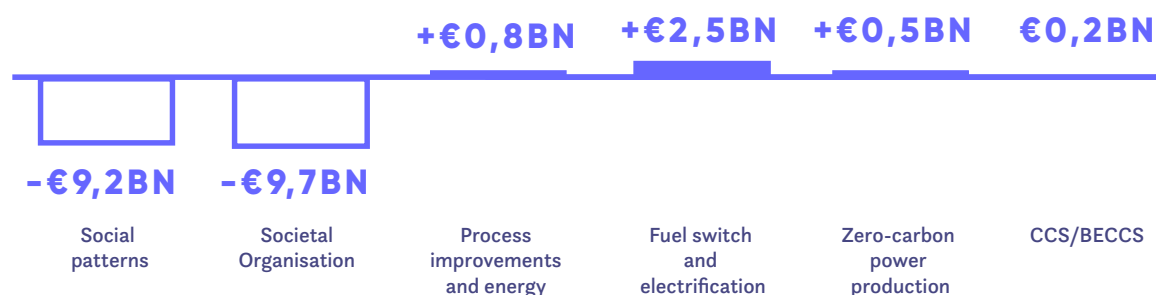 +€0,8BN
+€2,5BN
+€0,5BN
€0,2BN
-€9,2BN
-€9,7BN
Social
patterns
Societal
Organisation
Process
improvements
and energy
Fuel switch
and
electrification
Zero-carbon
power
production
CCS/BECCS